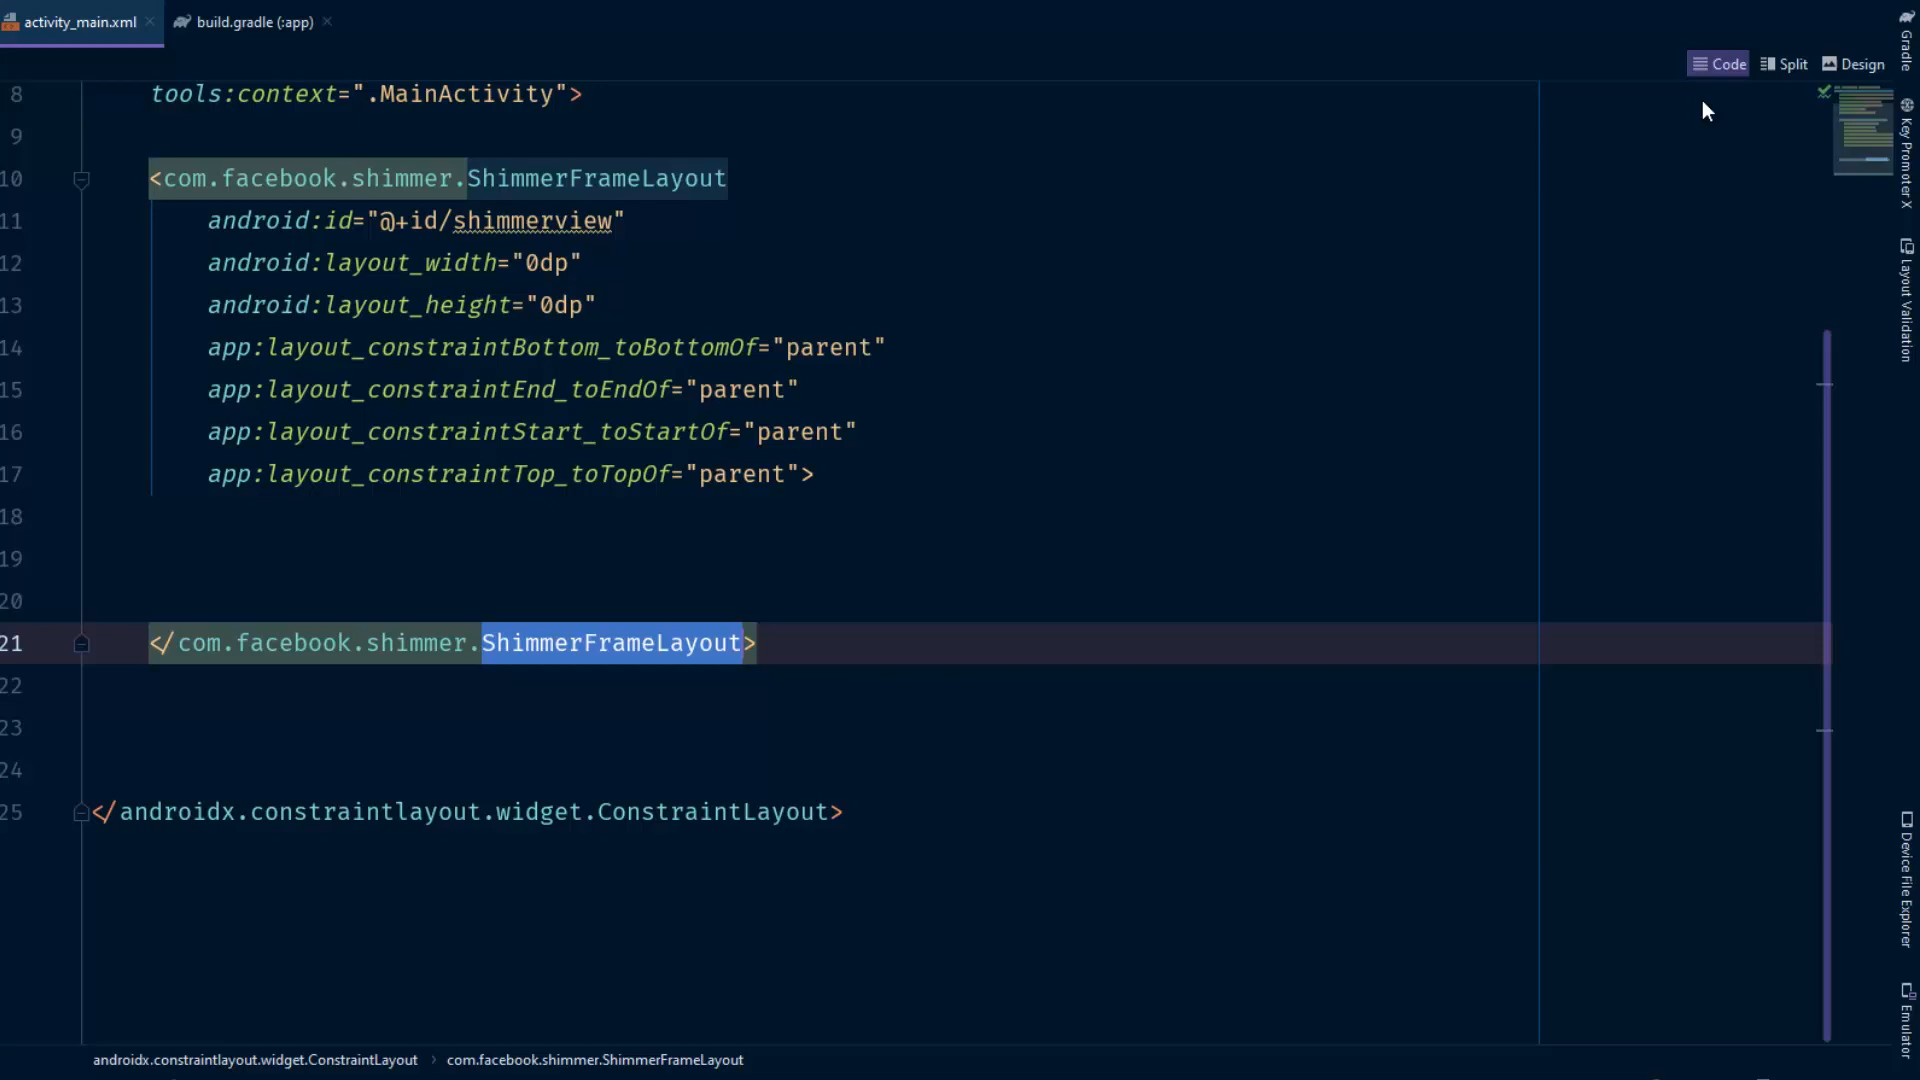 activity_main.xml
build.gradle (:app)
Code
Split
Design
8 tools:context=".MainActivity">
9
10 <com.facebook.shimmer.ShimmerFrameLayout
11 android:id="@+id/shimmerview"
12 android:layout_width="0dp"
13 android:layout_height="0dp"
14 app:layout_constraintBottom_toBottomOf="parent"
15 app:layout_constraintEnd_toEndOf="parent"
16 app:layout_constraintStart_toStartOf="parent"
17 app:layout_constraintTop_toTopOf="parent">
18
19
20
21 </com.facebook.shimmer.ShimmerFrameLayout>
22
23
24
25 </androidx.constraintlayout.widget.ConstraintLayout>
androidx.constraintlayout.widget.ConstraintLayout › com.facebook.shimmer.ShimmerFrameLayout
Gradle
Key Promoter X
Layout Validation
Device File Explorer
Emulator